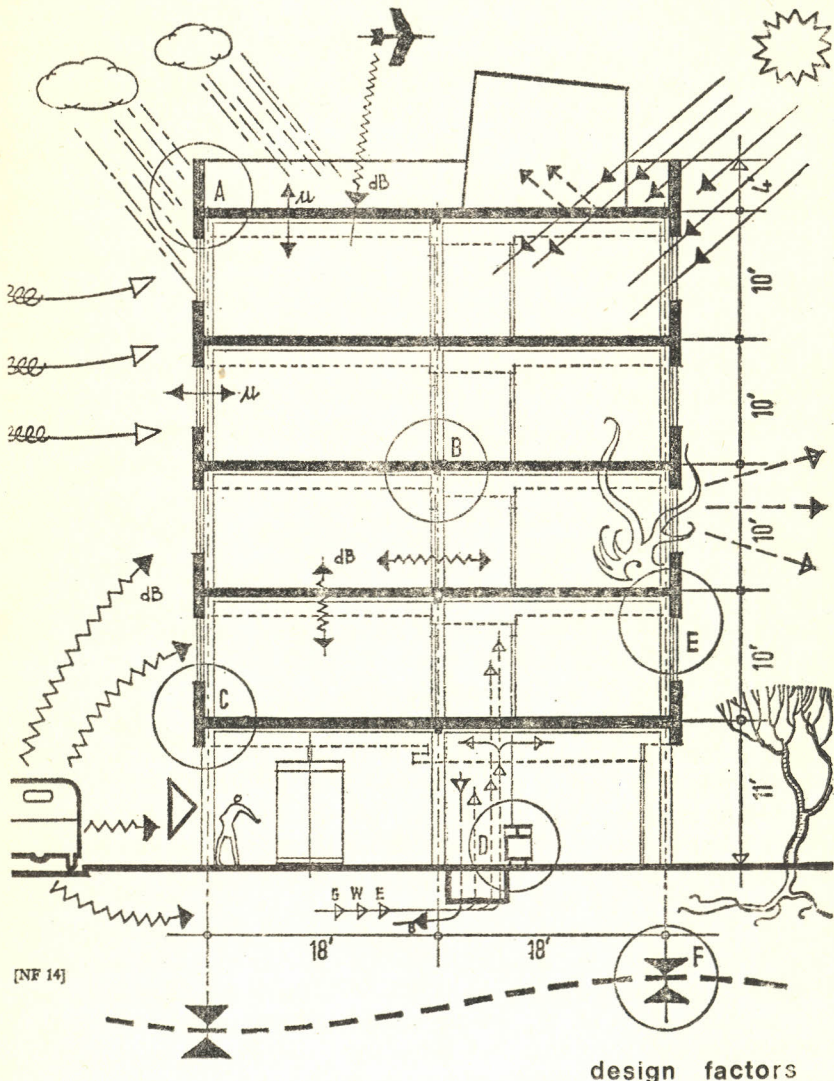 A
μ
dB
4'
10'
μ
10'
B
10'
dB
dB
E
10'
C
11'
D
G W E
18'
18'
F
[NF 14]
design factors